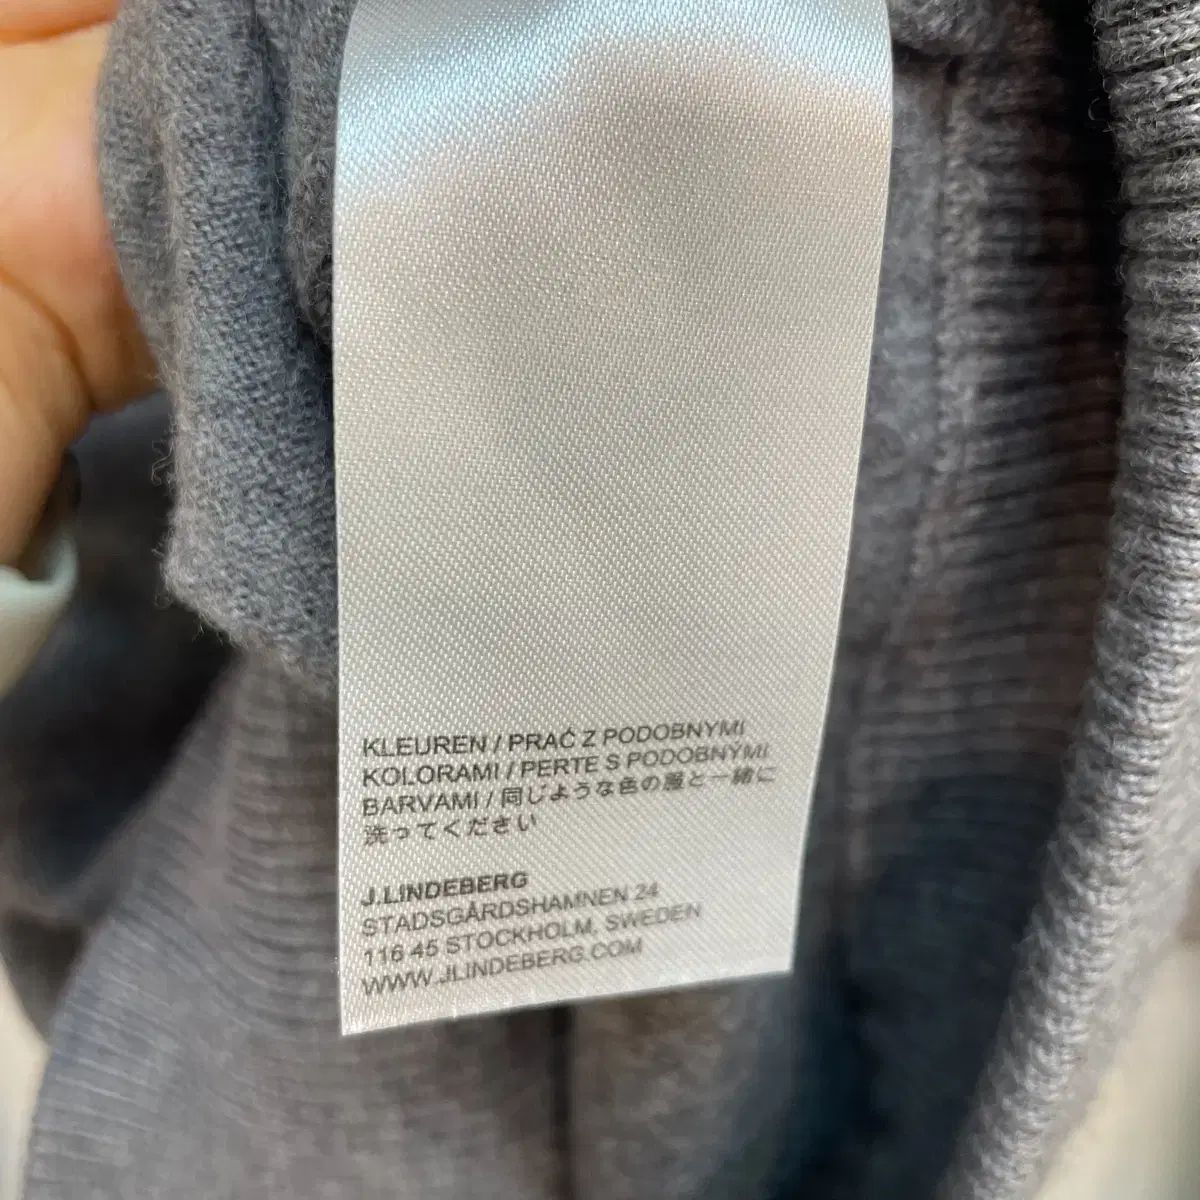 KLEUREN / PRAĆ Z PODOBNYMI
KOLORAMI / PERTE S PODOBNÝMI
BARVAMI / 同じような色の服と一緒に
洗ってください
J.LINDEBERG
STADSGÅRDSHAMNEN 24
116 45 STOCKHOLM, SWEDEN
WWW.JLINDEBERG.COM